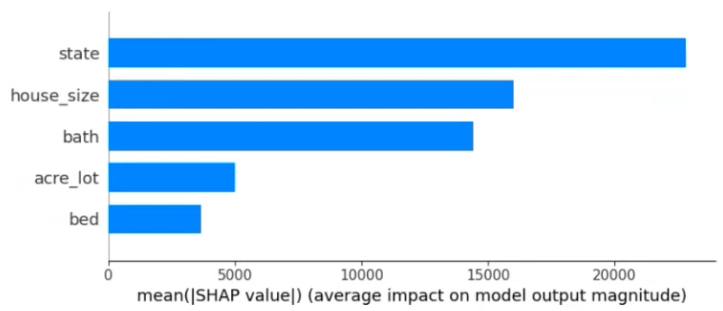 state
house_size
bath
acre_lot
bed
0 5000 10000 15000 20000
mean(|SHAP value|) (average impact on model output magnitude)